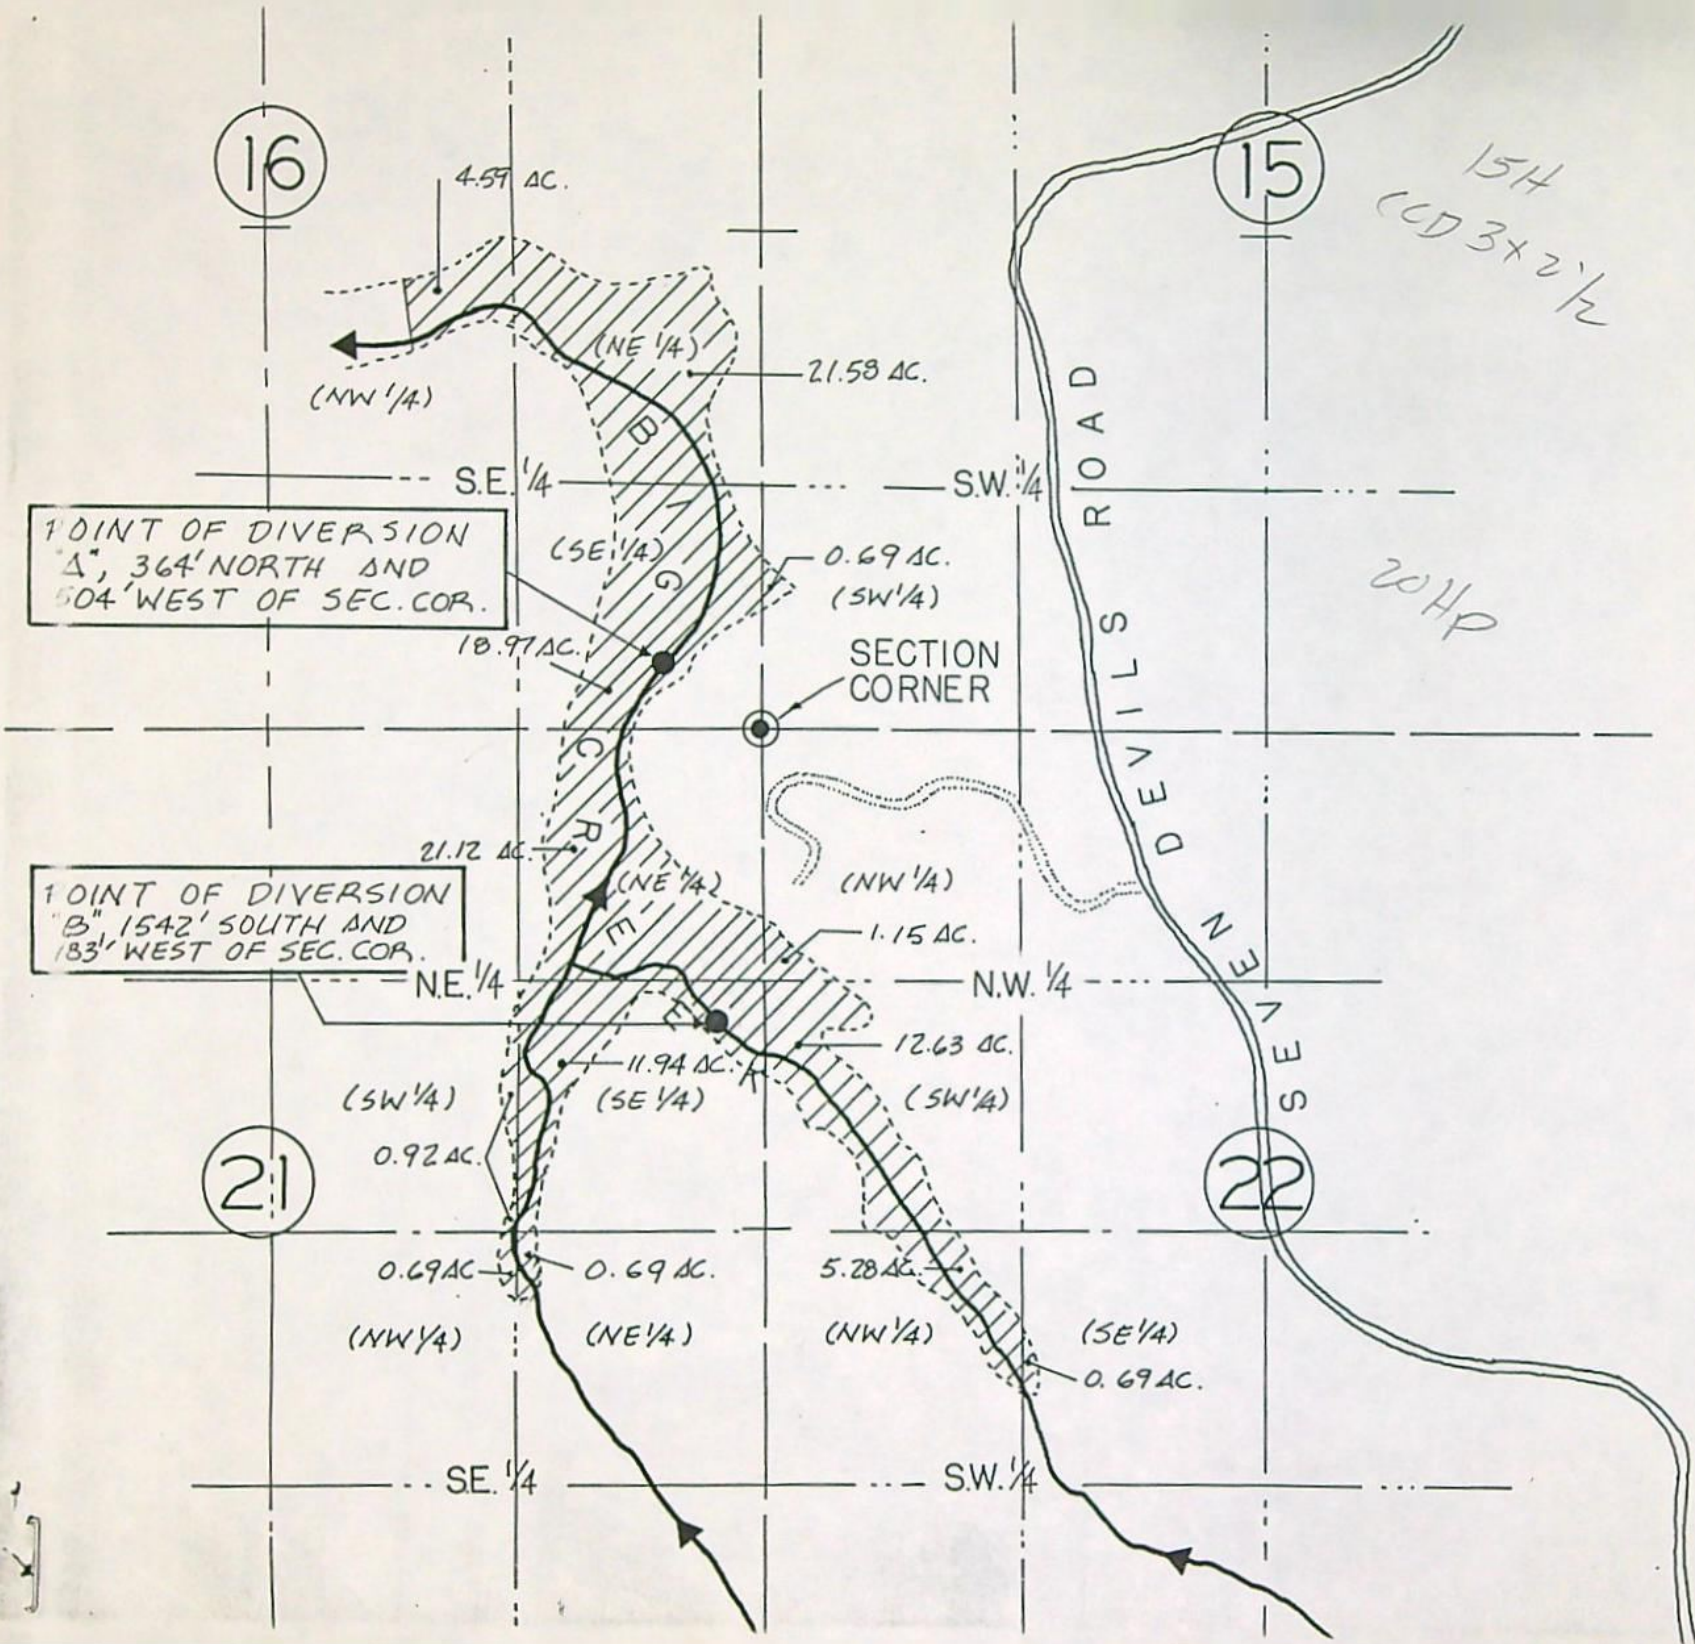 16
15
4.59 AC.
15H
CCD 3x2½
(NE 1/4)
21.58 AC.
(NW 1/4)
S.E. 1/4
S.W. 1/4
SEVEN DEVILS ROAD
BIG CREEK
POINT OF DIVERSION
"A", 364' NORTH AND
504' WEST OF SEC. COR.
(SE 1/4)
0.69 AC.
(SW 1/4)
20 HP
18.97 AC.
SECTION
CORNER
21.12 AC.
(NE 1/4)
(NW 1/4)
POINT OF DIVERSION
"B", 1542' SOUTH AND
183' WEST OF SEC. COR.
1.15 AC.
N.E. 1/4
N.W. 1/4
12.63 AC.
11.94 AC.
(SW 1/4)
(SE 1/4)
(SW 1/4)
0.92 AC.
21
22
0.69 AC
0.69 AC.
5.28 AC.
(NW 1/4)
(NE 1/4)
(NW 1/4)
(SE 1/4)
0.69 AC.
S.E. 1/4
S.W. 1/4